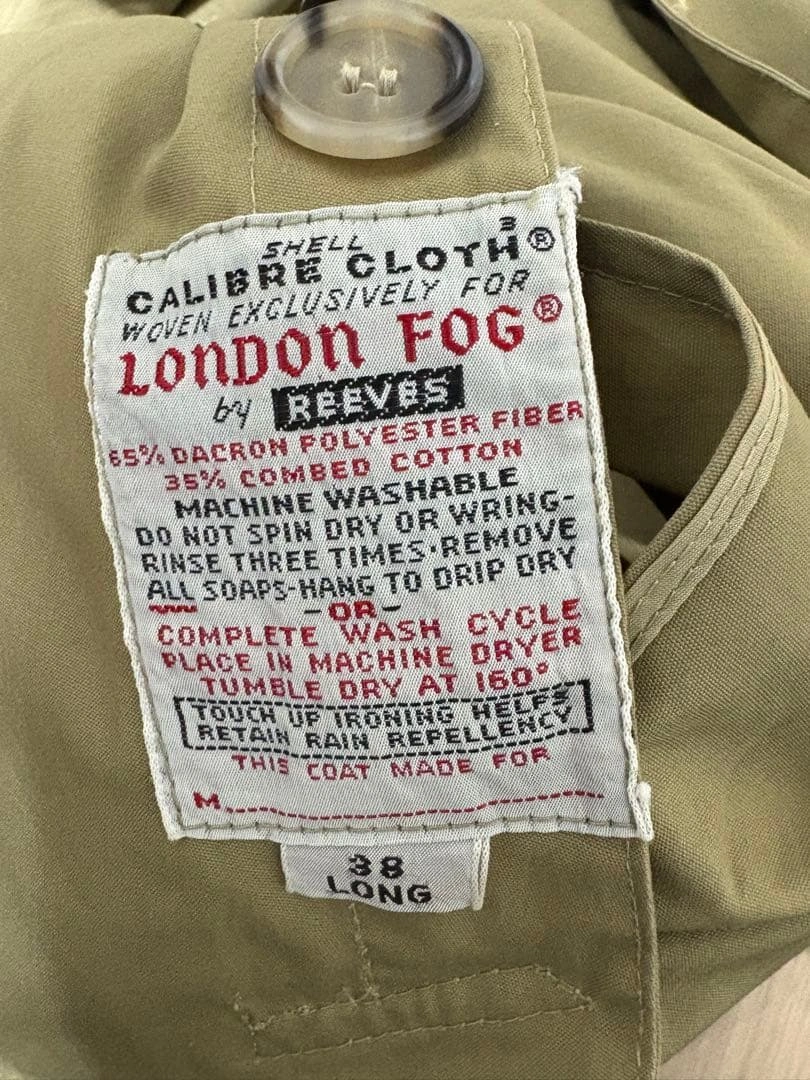 SHELL
CALIBRE CLOTH³®
WOVEN EXCLUSIVELY FOR
LONDON FOG®
by REEVES
65% DACRON POLYESTER FIBER
35% COMBED COTTON
MACHINE WASHABLE
DO NOT SPIN DRY OR WRING-
RINSE THREE TIMES·REMOVE
ALL SOAPS-HANG TO DRIP DRY
-OR-
COMPLETE WASH CYCLE
PLACE IN MACHINE DRYER
TUMBLE DRY AT 160°
TOUCH UP IRONING HELPS
RETAIN RAIN REPELLENCY
THIS COAT MADE FOR
M
38
LONG